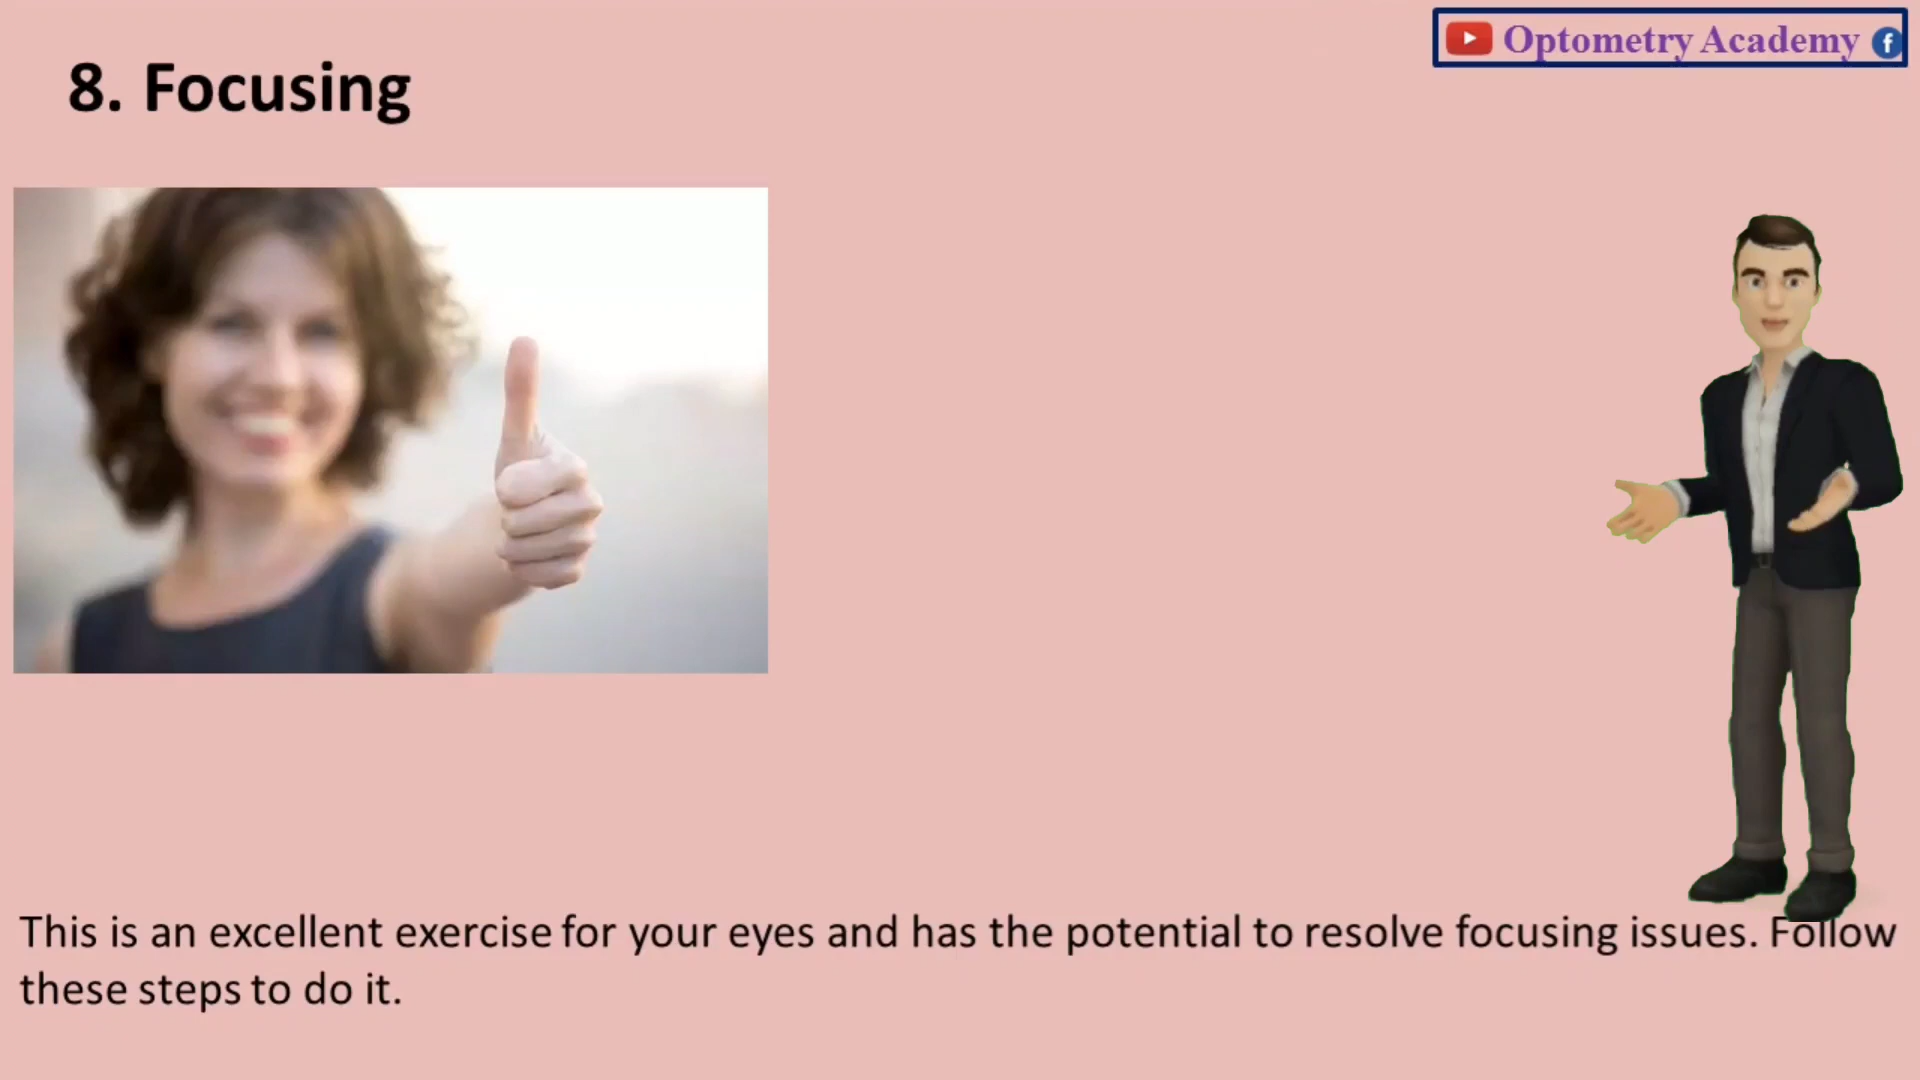 Optometry Academy
8. Focusing
This is an excellent exercise for your eyes and has the potential to resolve focusing issues. Follow
these steps to do it.